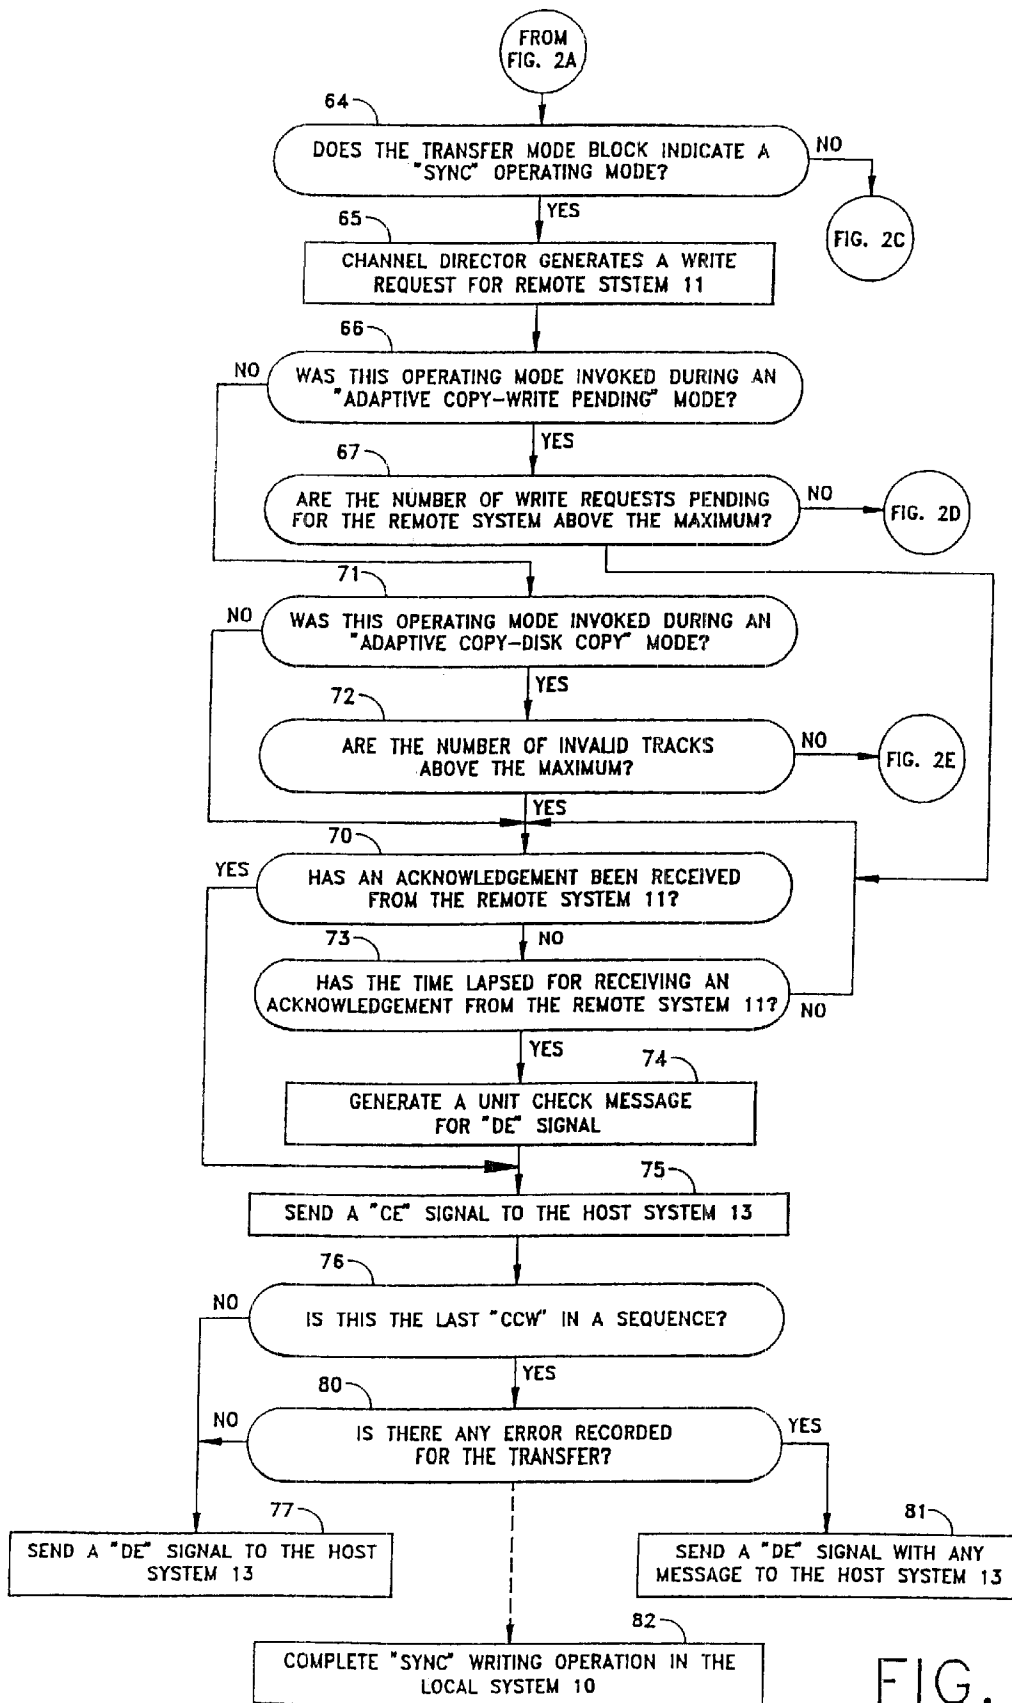 FROM
FIG. 2A
64
DOES THE TRANSFER MODE BLOCK INDICATE A
"SYNC" OPERATING MODE?
NO
YES
FIG. 2C
65
CHANNEL DIRECTOR GENERATES A WRITE
REQUEST FOR REMOTE STSTEM 11
66
NO
WAS THIS OPERATING MODE INVOKED DURING AN
"ADAPTIVE COPY-WRITE PENDING" MODE?
YES
67
ARE THE NUMBER OF WRITE REQUESTS PENDING
FOR THE REMOTE SYSTEM ABOVE THE MAXIMUM?
NO
FIG. 2D
71
NO
WAS THIS OPERATING MODE INVOKED DURING AN
"ADAPTIVE COPY-DISK COPY" MODE?
YES
72
ARE THE NUMBER OF INVALID TRACKS
ABOVE THE MAXIMUM?
NO
FIG. 2E
YES
70
YES
HAS AN ACKNOWLEDGEMENT BEEN RECEIVED
FROM THE REMOTE SYSTEM 11?
NO
73
HAS THE TIME LAPSED FOR RECEIVING AN
ACKNOWLEDGEMENT FROM THE REMOTE SYSTEM 11?
NO
YES
74
GENERATE A UNIT CHECK MESSAGE
FOR "DE" SIGNAL
75
SEND A "CE" SIGNAL TO THE HOST SYSTEM 13
76
NO
IS THIS THE LAST "CCW" IN A SEQUENCE?
YES
80
NO
IS THERE ANY ERROR RECORDED
FOR THE TRANSFER?
YES
77
SEND A "DE" SIGNAL TO THE HOST
SYSTEM 13
81
SEND A "DE" SIGNAL WITH ANY
MESSAGE TO THE HOST SYSTEM 13
82
COMPLETE "SYNC" WRITING OPERATION IN THE
LOCAL SYSTEM 10
FIG.